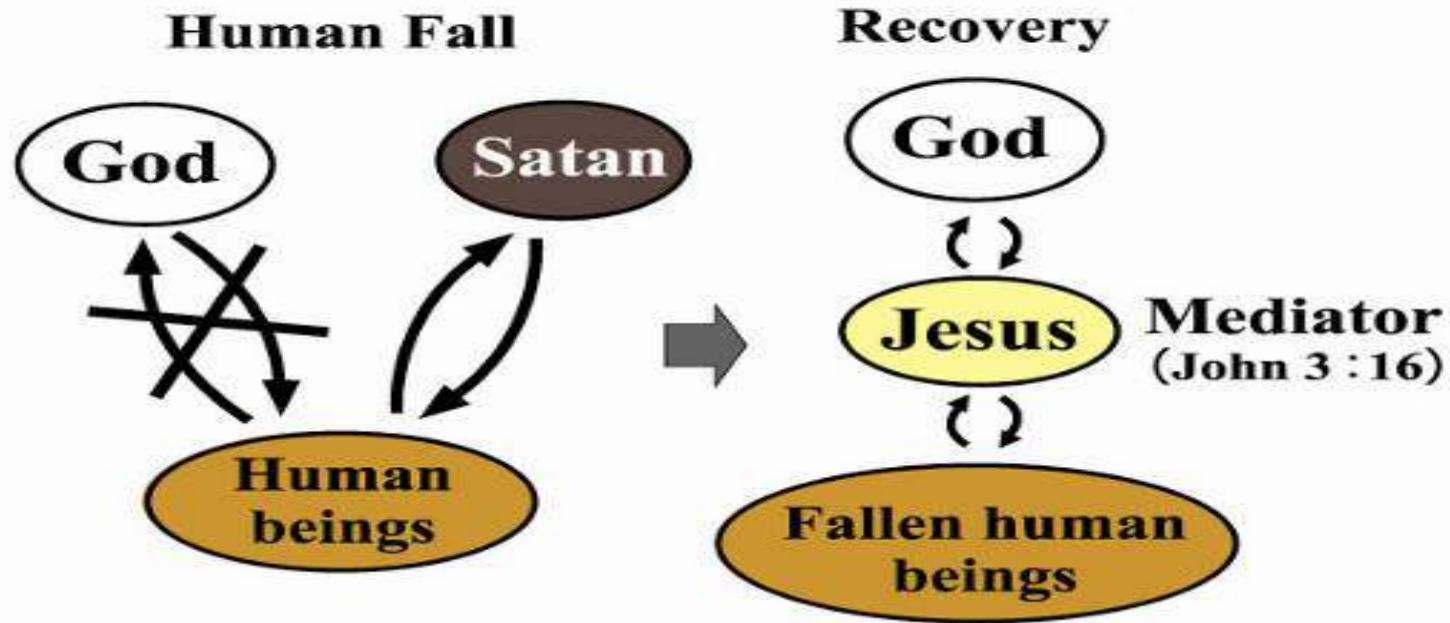 Human Fall
God
Satan
Human
beings
Recovery
God
Jesus
Mediator
(John 3 : 16)
Fallen human
beings